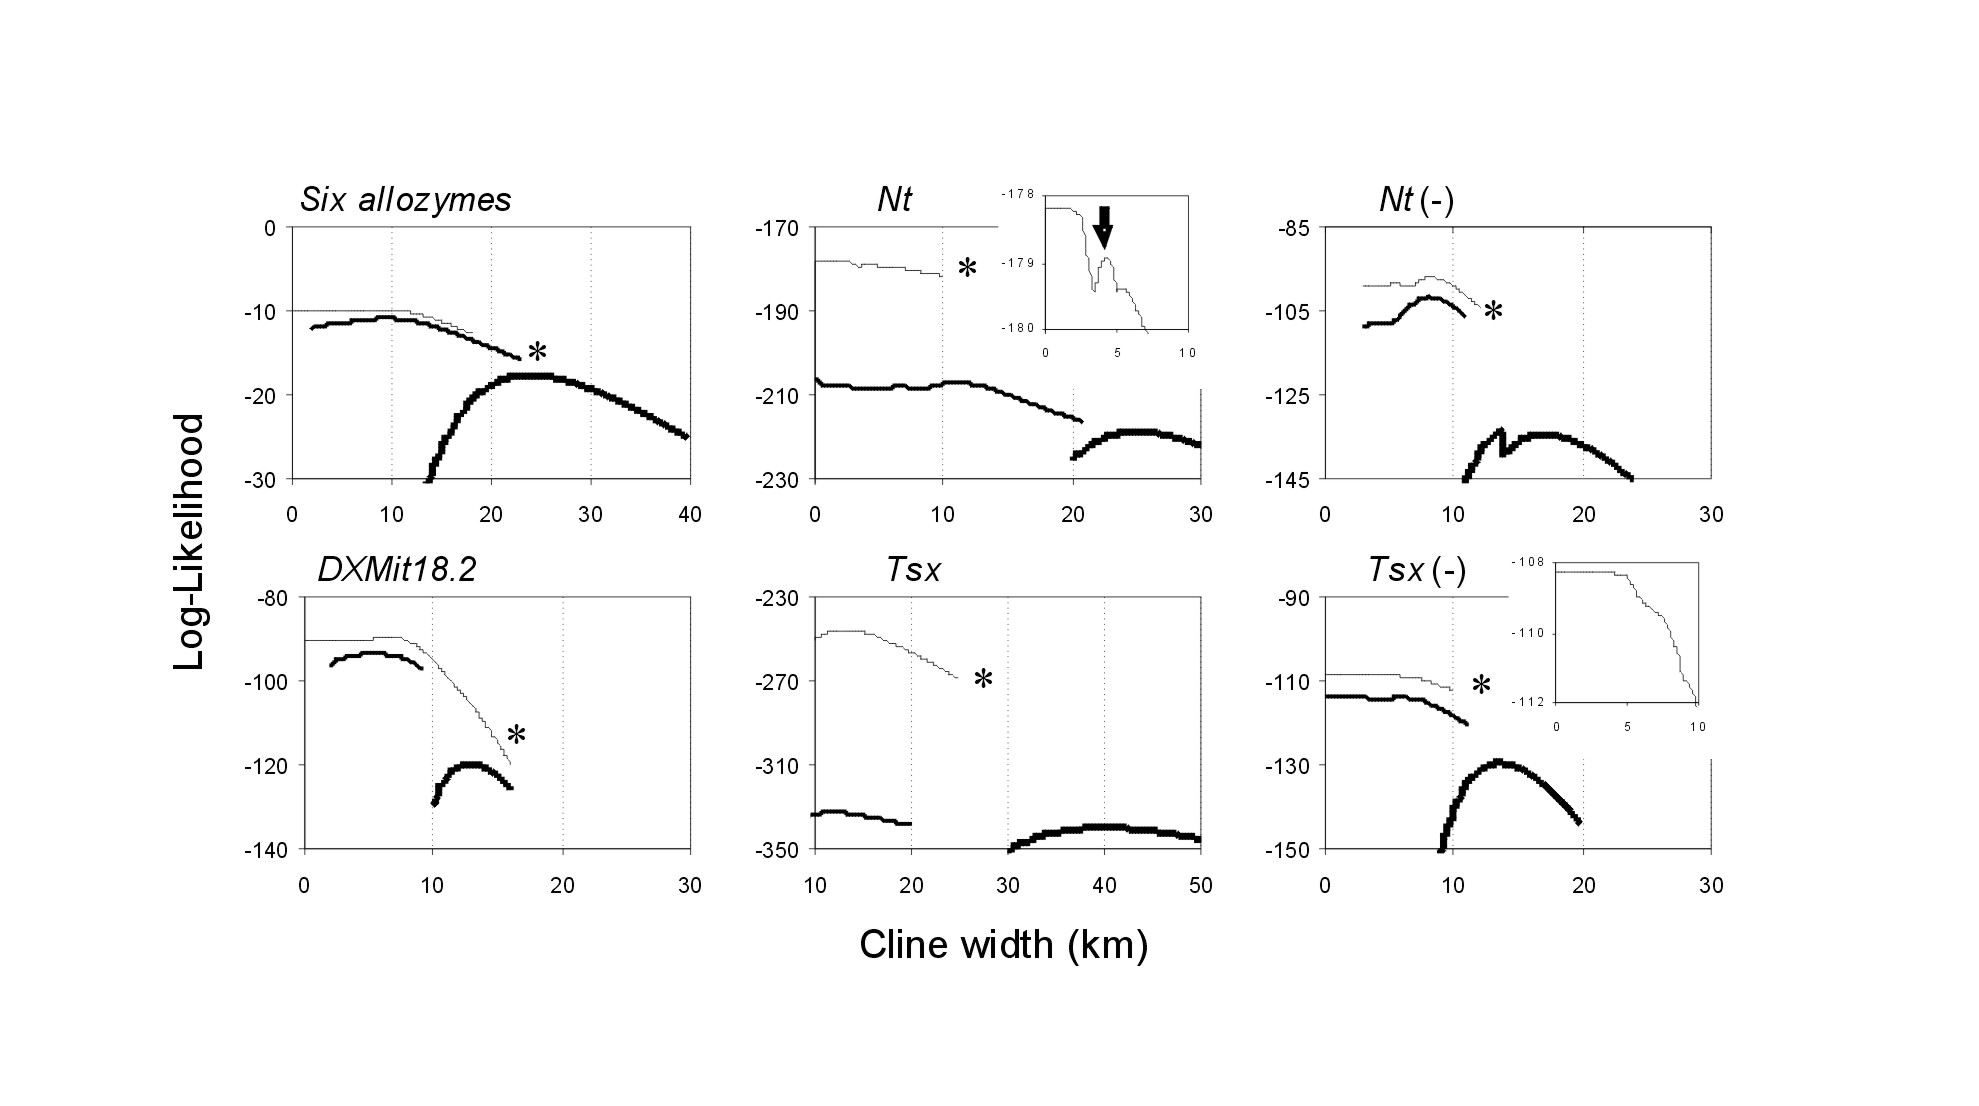 Six allozymes
0
-10
-20
-30
0 10 20 30 40
*
Nt
-170
-190
-210
-230
0 10 20 30
*
-178
-179
-180
0 5 10
Nt (-)
-85
-105
-125
-145
0 10 20 30
*
Log-Likelihood
DXMit18.2
-80
-100
-120
-140
0 10 20 30
*
Tsx
-230
-270
-310
-350
10 20 30 40 50
*
Tsx (-)
-90
-110
-130
-150
0 10 20 30
*
-108
-110
-112
0 5 10
Cline width (km)